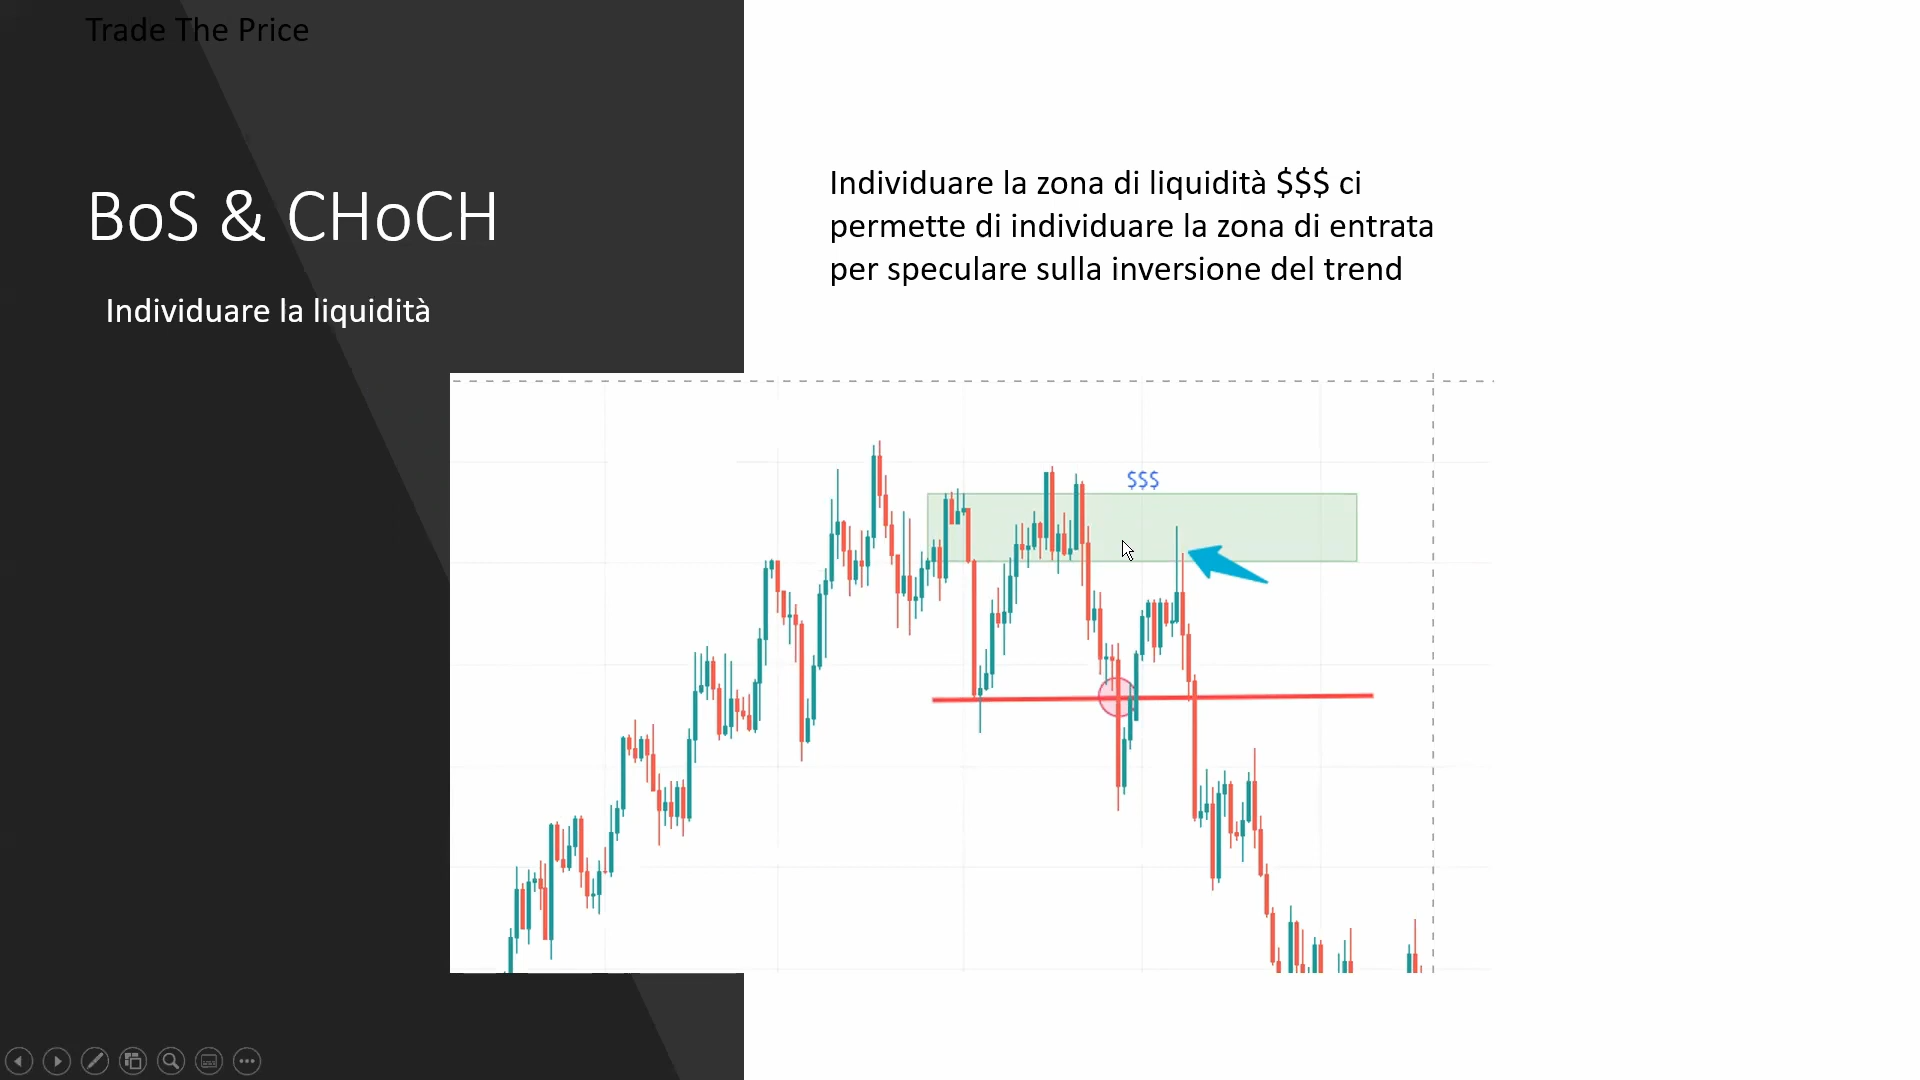 Trade The Price
BoS & CHoCH
Individuare la liquidità
Individuare la zona di liquidità $$$ ci
permette di individuare la zona di entrata
per speculare sulla inversione del trend
$$$